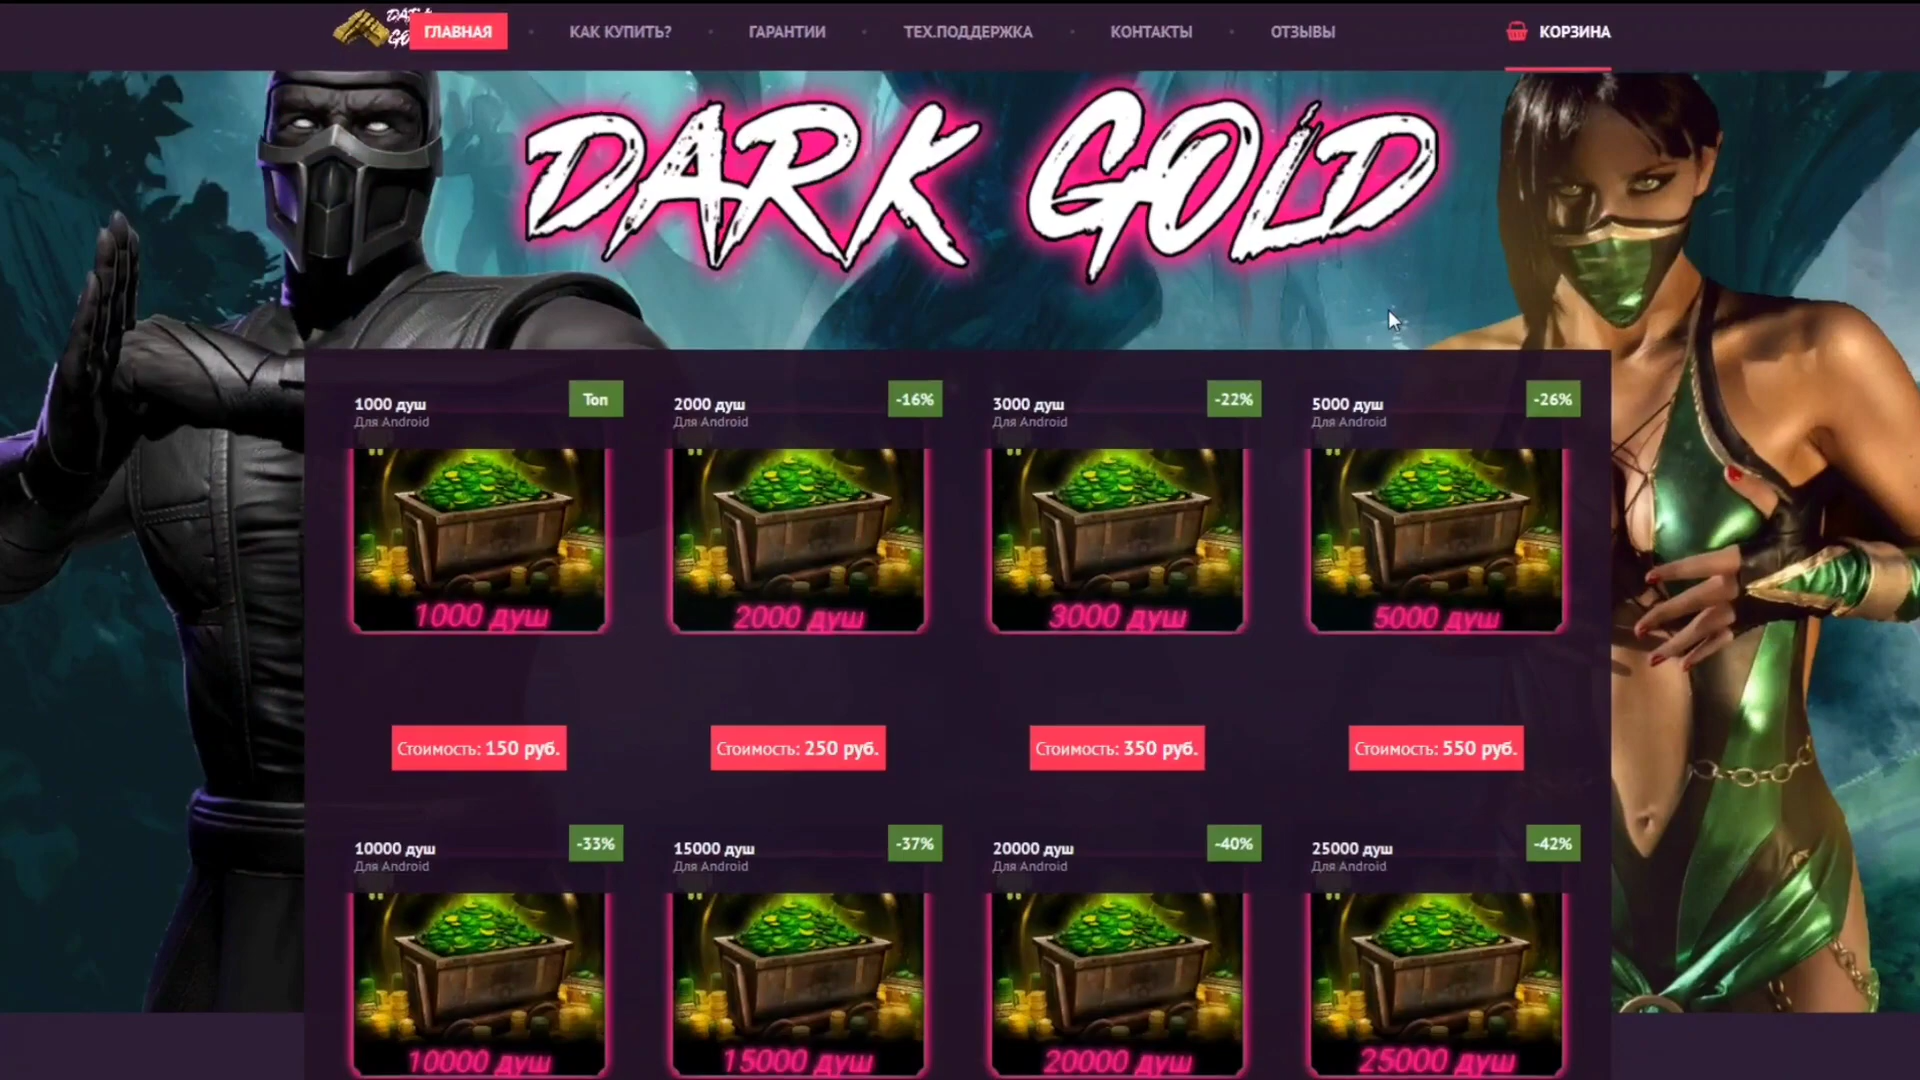 DARK
GOLD
ГЛАВНАЯ
КАК КУПИТЬ?
ГАРАНТИИ
ТЕХ.ПОДДЕРЖКА
КОНТАКТЫ
ОТЗЫВЫ
КОРЗИНА
DARK GOLD
1000 душ
Для Android
Топ
1000 душ
Стоимость: 150 руб.
2000 душ
Для Android
-16%
2000 душ
Стоимость: 250 руб.
3000 душ
Для Android
-22%
3000 душ
Стоимость: 350 руб.
5000 душ
Для Android
-26%
5000 душ
Стоимость: 550 руб.
10000 душ
Для Android
-33%
10000 душ
15000 душ
Для Android
-37%
15000 душ
20000 душ
Для Android
-40%
20000 душ
25000 душ
Для Android
-42%
25000 душ